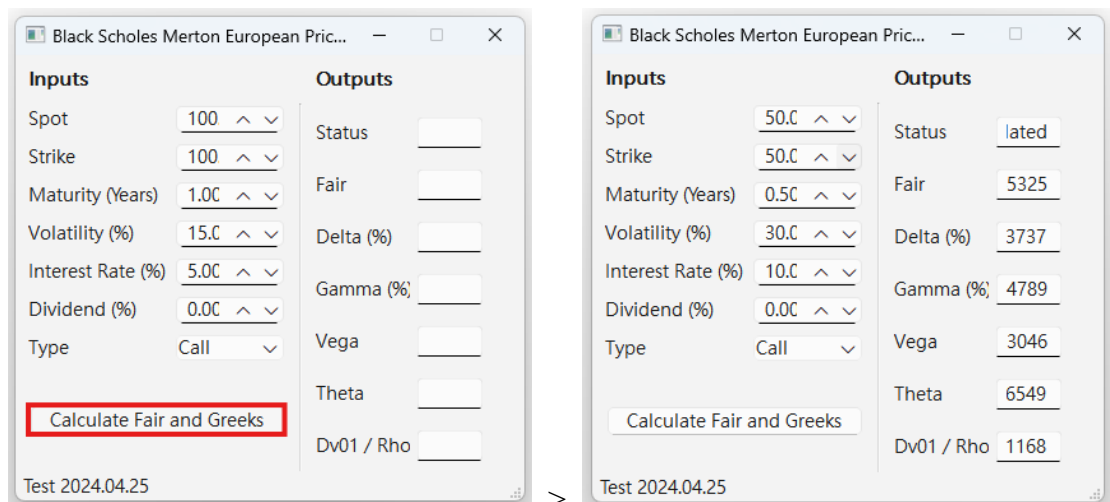 Black Scholes Merton European Pric...
Inputs
Outputs
Spot 100.
Strike 100.
Maturity (Years) 1.00
Volatility (%) 15.0
Interest Rate (%) 5.00
Dividend (%) 0.00
Type Call
Calculate Fair and Greeks
Status
Fair
Delta (%)
Gamma (%)
Vega
Theta
Dv01 / Rho
Test 2024.04.25
>
Black Scholes Merton European Pric...
Inputs
Outputs
Spot 50.0
Strike 50.0
Maturity (Years) 0.50
Volatility (%) 30.0
Interest Rate (%) 10.0
Dividend (%) 0.00
Type Call
Calculate Fair and Greeks
Status lated
Fair 5325
Delta (%) 3737
Gamma (%) 4789
Vega 3046
Theta 6549
Dv01 / Rho 1168
Test 2024.04.25